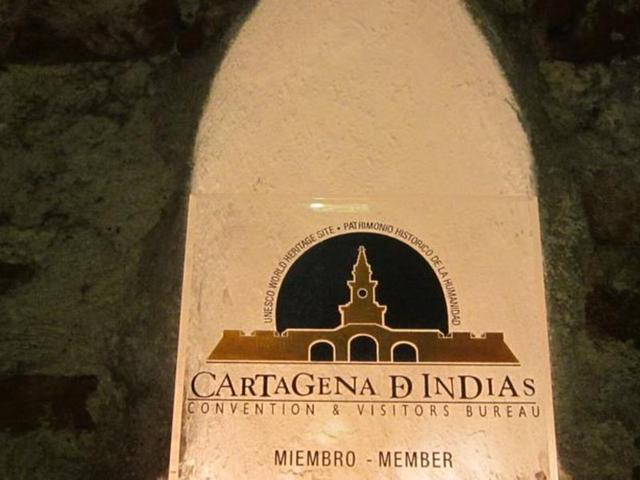 UNESCO WORLD HERITAGE SITE • PATRIMONIO HISTORICO DE LA HUMANIDAD
CARTAGENA DE INDIAS
CONVENTION & VISITORS BUREAU
MIEMBRO - MEMBER